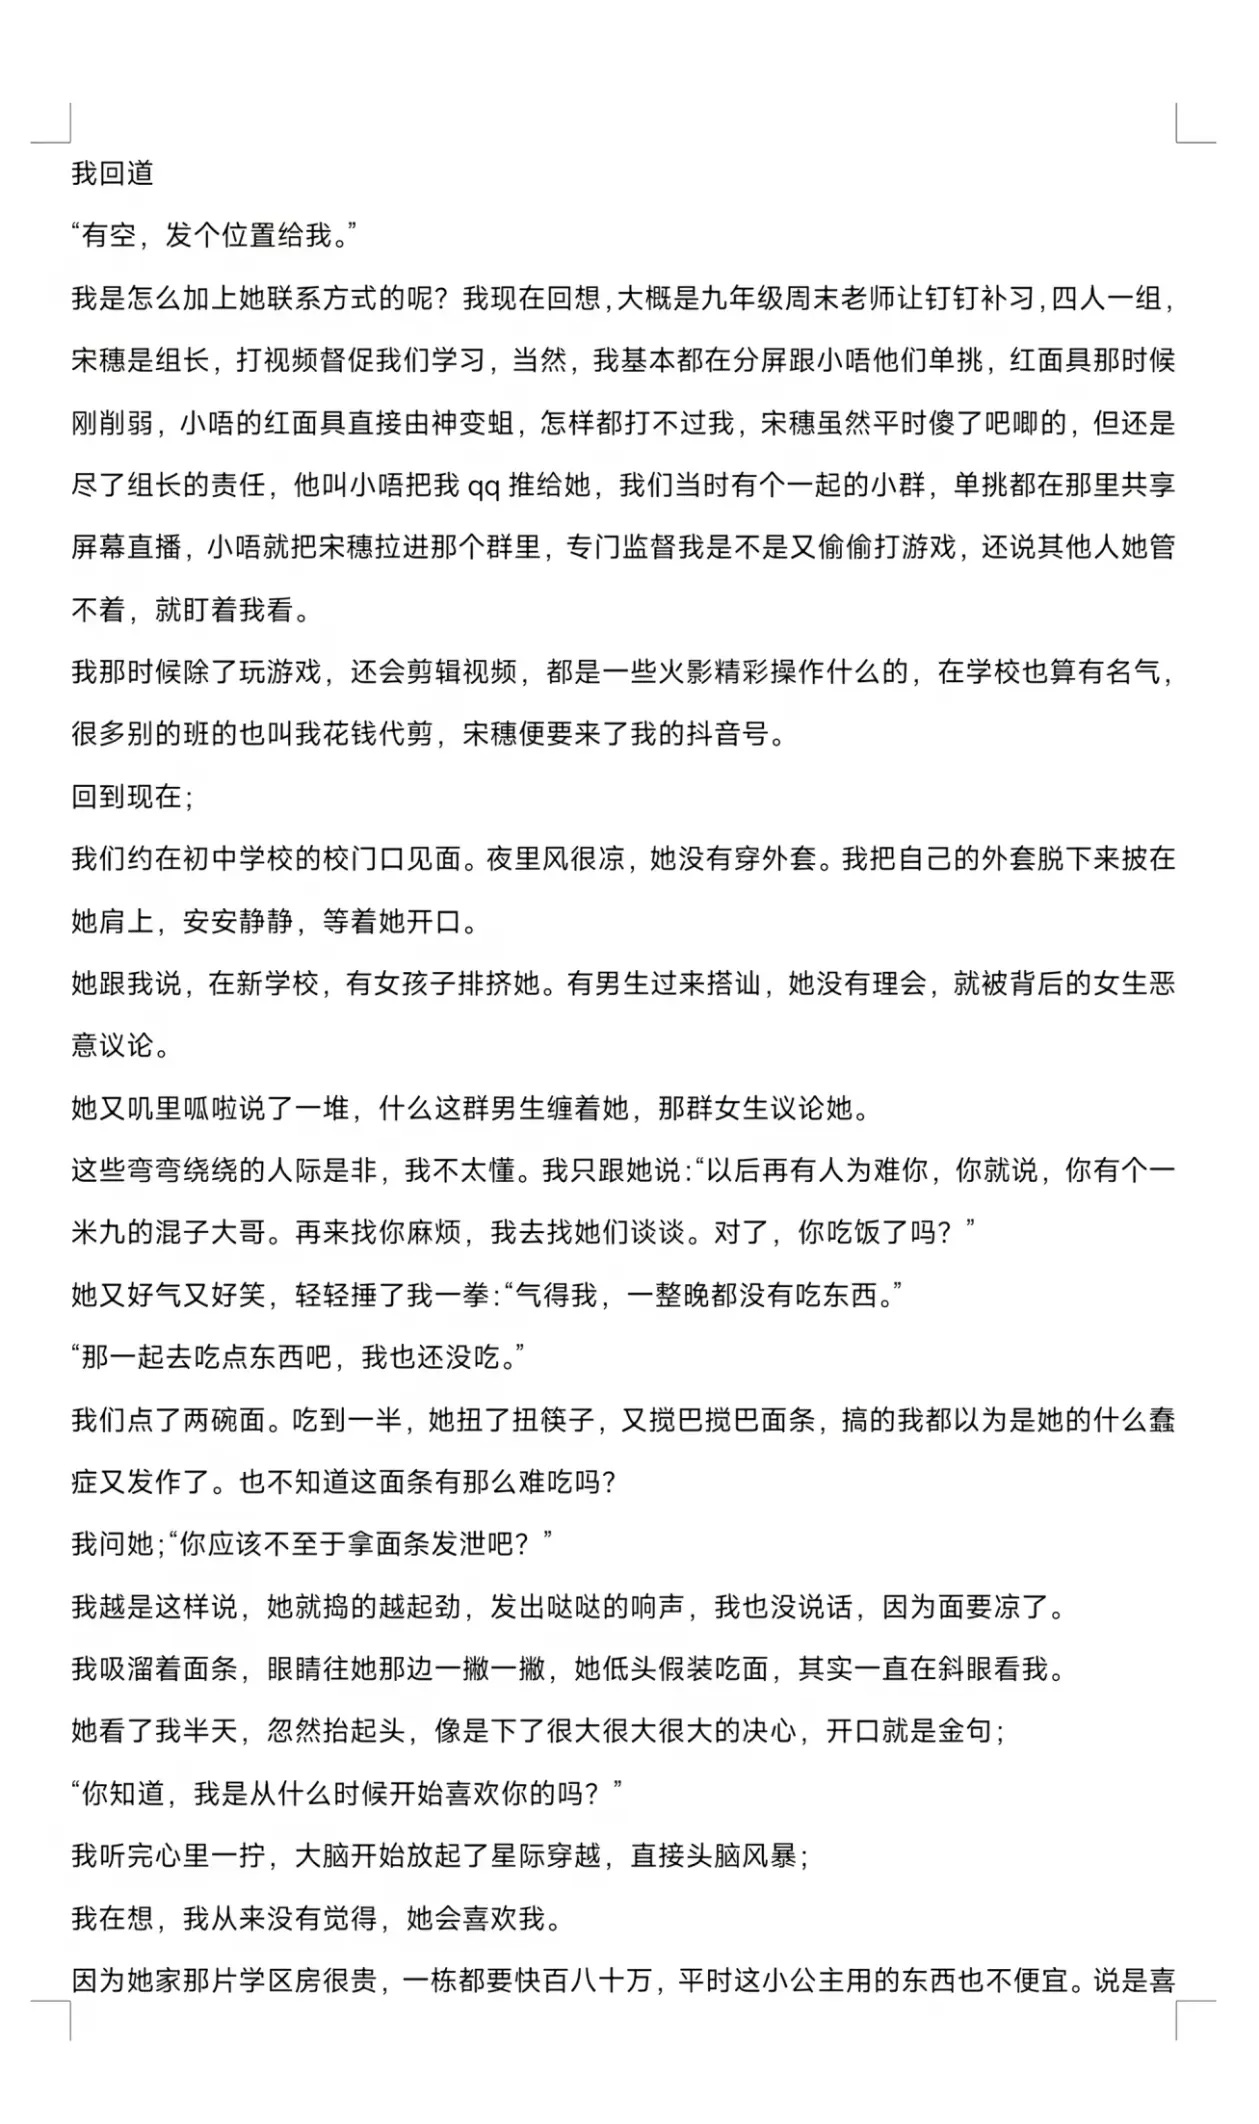 我回道
“有空，发个位置给我。”
我是怎么加上她联系方式的呢？我现在回想，大概是九年级周末老师让钉钉补习，四人一组，
宋穗是组长，打视频督促我们学习，当然，我基本都在分屏跟小唔他们单挑，红面具那时候
刚削弱，小唔的红面具直接由神变蛆，怎样都打不过我，宋穗虽然平时傻了吧唧的，但还是
尽了组长的责任，他叫小唔把我 qq 推给她，我们当时有个一起的小群，单挑都在那里共享
屏幕直播，小唔就把宋穗拉进那个群里，专门监督我是不是又偷偷打游戏，还说其他人她管
不着，就盯着我看。
我那时候除了玩游戏，还会剪辑视频，都是一些火影精彩操作什么的，在学校也算有名气，
很多别的班的也叫我花钱代剪，宋穗便要来了我的抖音号。
回到现在；
我们约在初中学校的校门口见面。夜里风很凉，她没有穿外套。我把自己的外套脱下来披在
她肩上，安安静静，等着她开口。
她跟我说，在新学校，有女孩子排挤她。有男生过来搭讪，她没有理会，就被背后的女生恶
意议论。
她又叽里呱啦说了一堆，什么这群男生缠着她，那群女生议论她。
这些弯弯绕绕的人际是非，我不太懂。我只跟她说：“以后再有人为难你，你就说，你有个一
米九的混子大哥。再来找你麻烦，我去找她们谈谈。对了，你吃饭了吗？”
她又好气又好笑，轻轻捶了我一拳：“气得我，一整晚都没有吃东西。”
“那一起去吃点东西吧，我也还没吃。”
我们点了两碗面。吃到一半，她扭了扭筷子，又搅巴搅巴面条，搞的我都以为是她的什么蠢
症又发作了。也不知道这面条有那么难吃吗？
我问她；“你应该不至于拿面条发泄吧？”
我越是这样说，她就捣的越起劲，发出哒哒的响声，我也没说话，因为面要凉了。
我吸溜着面条，眼睛往她那边一撇一撇，她低头假装吃面，其实一直在斜眼看我。
她看了我半天，忽然抬起头，像是下了很大很大很大的决心，开口就是金句；
“你知道，我是从什么时候开始喜欢你的吗？”
我听完心里一拧，大脑开始放起了星际穿越，直接头脑风暴；
我在想，我从来没有觉得，她会喜欢我。
因为她家那片学区房很贵，一栋都要快百八十万，平时这小公主用的东西也不便宜。说是喜